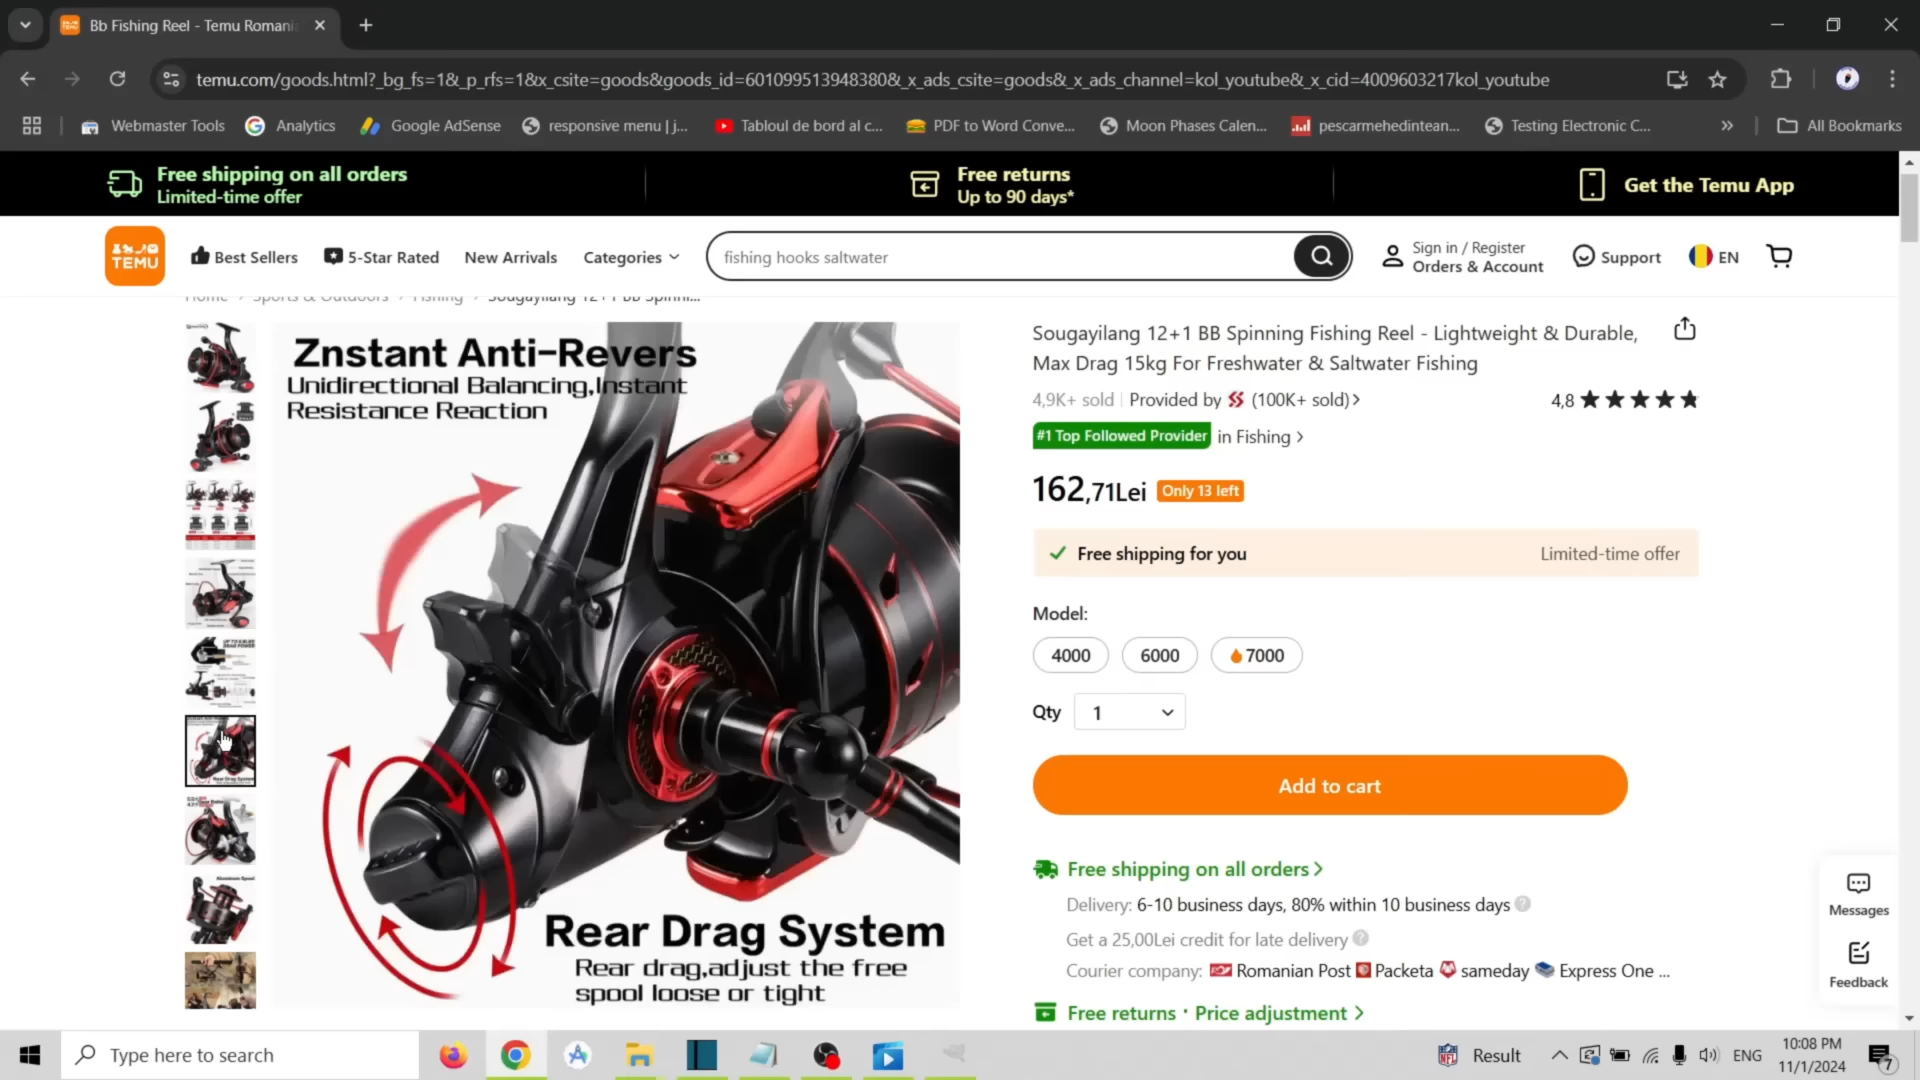 Bb Fishing Reel - Temu Romani
temu.com/goods.html?_bg_fs=1&_p_rfs=1&x_csite=goods&goods_id=601099513948380&_x_ads_csite=goods&_x_ads_channel=kol_youtube&_x_cid=4009603217kol_youtube
Webmaster Tools
Analytics
Google AdSense
responsive menu | j...
Tabloul de bord al c...
PDF to Word Conve...
Moon Phases Calen...
pescarmehedintean...
Testing Electronic C...
All Bookmarks
Free shipping on all orders
Limited-time offer
Free returns
Up to 90 days*
Get the Temu App
TEMU
Best Sellers
5-Star Rated
New Arrivals
Categories
fishing hooks saltwater
Sign in / Register
Orders & Account
Support
EN
Home > Sports & Outdoors > Fishing > Sougayilang 12+1 BB Spinni...
Znstant Anti-Revers
Unidirectional Balancing,Instant
Resistance Reaction
Rear Drag System
Rear drag,adjust the free
spool loose or tight
Sougayilang 12+1 BB Spinning Fishing Reel - Lightweight & Durable,
Max Drag 15kg For Freshwater & Saltwater Fishing
4,9K+ sold | Provided by (100K+ sold) >
4,8
#1 Top Followed Provider in Fishing >
162,71Lei Only 13 left
Free shipping for you
Limited-time offer
Model:
4000
6000
7000
Qty 1
Add to cart
Free shipping on all orders >
Delivery: 6-10 business days, 80% within 10 business days
Get a 25,00Lei credit for late delivery
Courier company: Romanian Post Packeta sameday Express One ...
Free returns · Price adjustment >
Messages
Feedback
Type here to search
Result
ENG
10:08 PM
11/1/2024
7